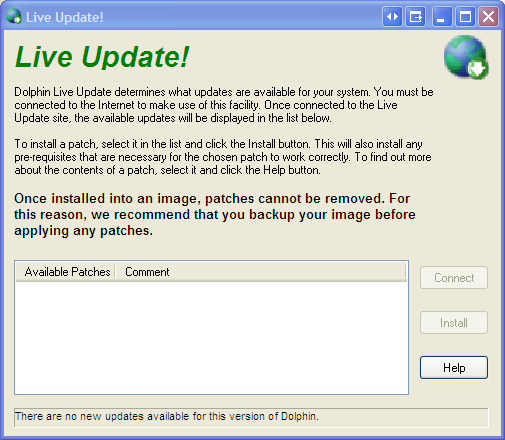 Live Update!
Live Update!
Dolphin Live Update determines what updates are available for your system. You must
be connected to the Internet to make use of this facility. Once connected to the Live
Update site, the available updates will be displayed in the list below.
To install a patch, select it in the list and click the Install button. This will also install any
pre-requisites that are necessary for the chosen patch to work correctly. To find out more
about the contents of a patch, select it and click the Help button.
Once installed into an image, patches cannot be removed. For
this reason, we recommend that you backup your image before
applying any patches.
Available Patches Comment
Connect
Install
Help
There are no new updates available for this version of Dolphin.